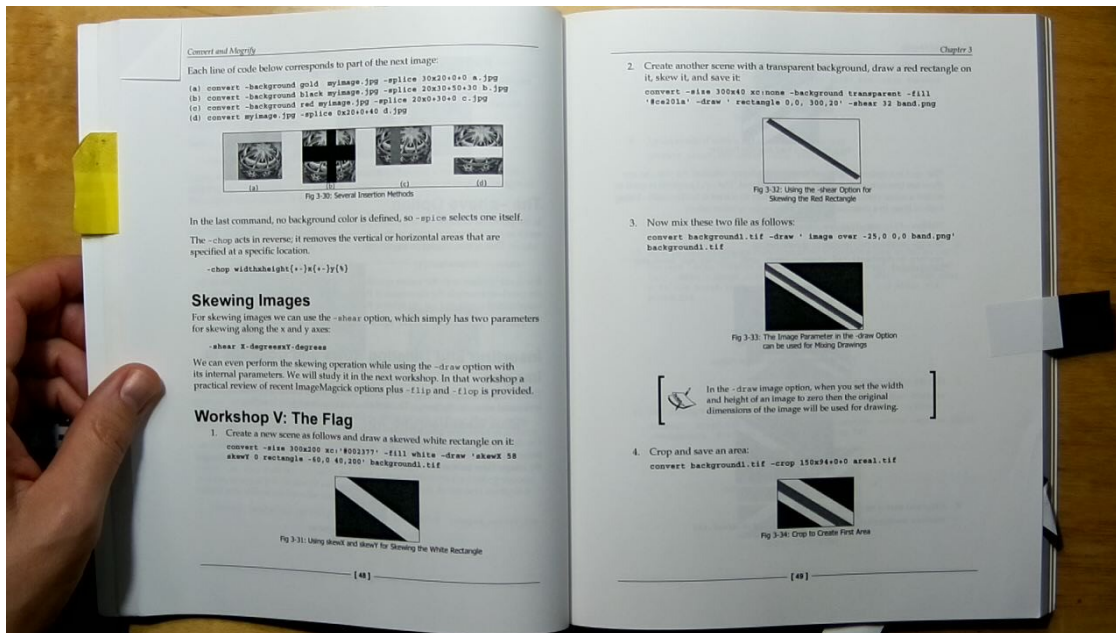 Convert and Mogrify
Each line of code below corresponds to part of the next image:
(a) convert -background gold  myimage.jpg -splice 30x20+0+0 a.jpg
(b) convert -background black myimage.jpg -splice 20x30+50+30 b.jpg
(c) convert -background red myimage.jpg -splice 20x0+30+0 c.jpg
(d) convert myimage.jpg -splice 0x20+0+40 d.jpg
(a) (b) (c) (d)
Fig 3-30: Several Insertion Methods
In the last command, no background color is defined, so -spice selects one itself.
The -chop acts in reverse; it removes the vertical or horizontal areas that are
specified at a specific location.
-chop widthxheight{+-}x{+-}y{%}
Skewing Images
For skewing images we can use the -shear option, which simply has two parameters
for skewing along the x and y axes:
-shear X-degreesxY-degrees
We can even perform the skewing operation while using the -draw option with
its internal parameters. We will study it in the next workshop. In that workshop a
practical review of recent ImageMagcick options plus -flip and -flop is provided.
Workshop V: The Flag
1. Create a new scene as follows and draw a skewed white rectangle on it:
convert -size 300x200 xc:'#002377' -fill white -draw 'skewX 58
skewY 0 rectangle -60,0 40,200' background1.tif
Fig 3-31: Using skewX and skewY for Skewing the White Rectangle
[ 48 ]
Chapter 3
2. Create another scene with a transparent background, draw a red rectangle on
it, skew it, and save it:
convert -size 300x40 xc:none -background transparent -fill
'#ce201a' -draw ' rectangle 0,0, 300,20' -shear 32 band.png
Fig 3-32: Using the -shear Option for
Skewing the Red Rectangle
3. Now mix these two file as follows:
convert background1.tif -draw ' image over -25,0 0,0 band.png'
background1.tif
Fig 3-33: The Image Parameter in the -draw Option
can be used for Mixing Drawings
In the -draw image option, when you set the width
and height of an image to zero then the original
dimensions of the image will be used for drawing.
4. Crop and save an area:
convert background1.tif -crop 150x94+0+0 area1.tif
Fig 3-34: Crop to Create First Area
[ 49 ]